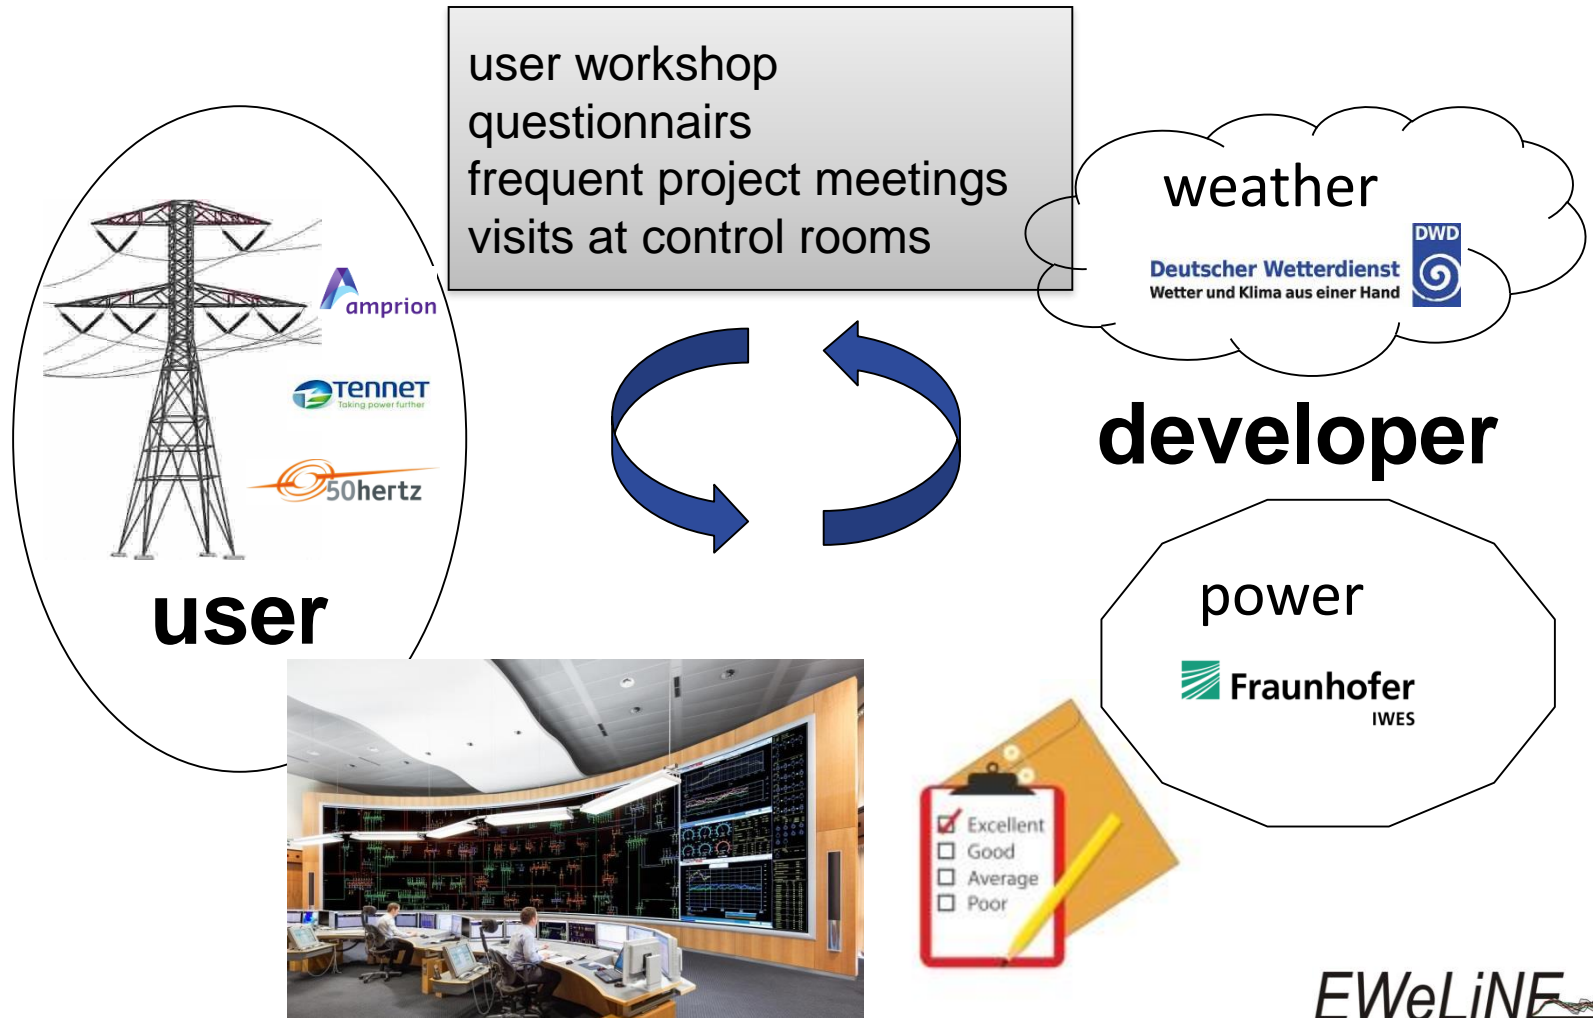 user workshop
questionnairs
frequent project meetings
visits at control rooms
amprion
TenneT
Taking power further
50hertz
user
weather
DWD
Deutscher Wetterdienst
Wetter und Klima aus einer Hand
developer
power
Fraunhofer
IWES
Excellent
Good
Average
Poor
EWeLiNE